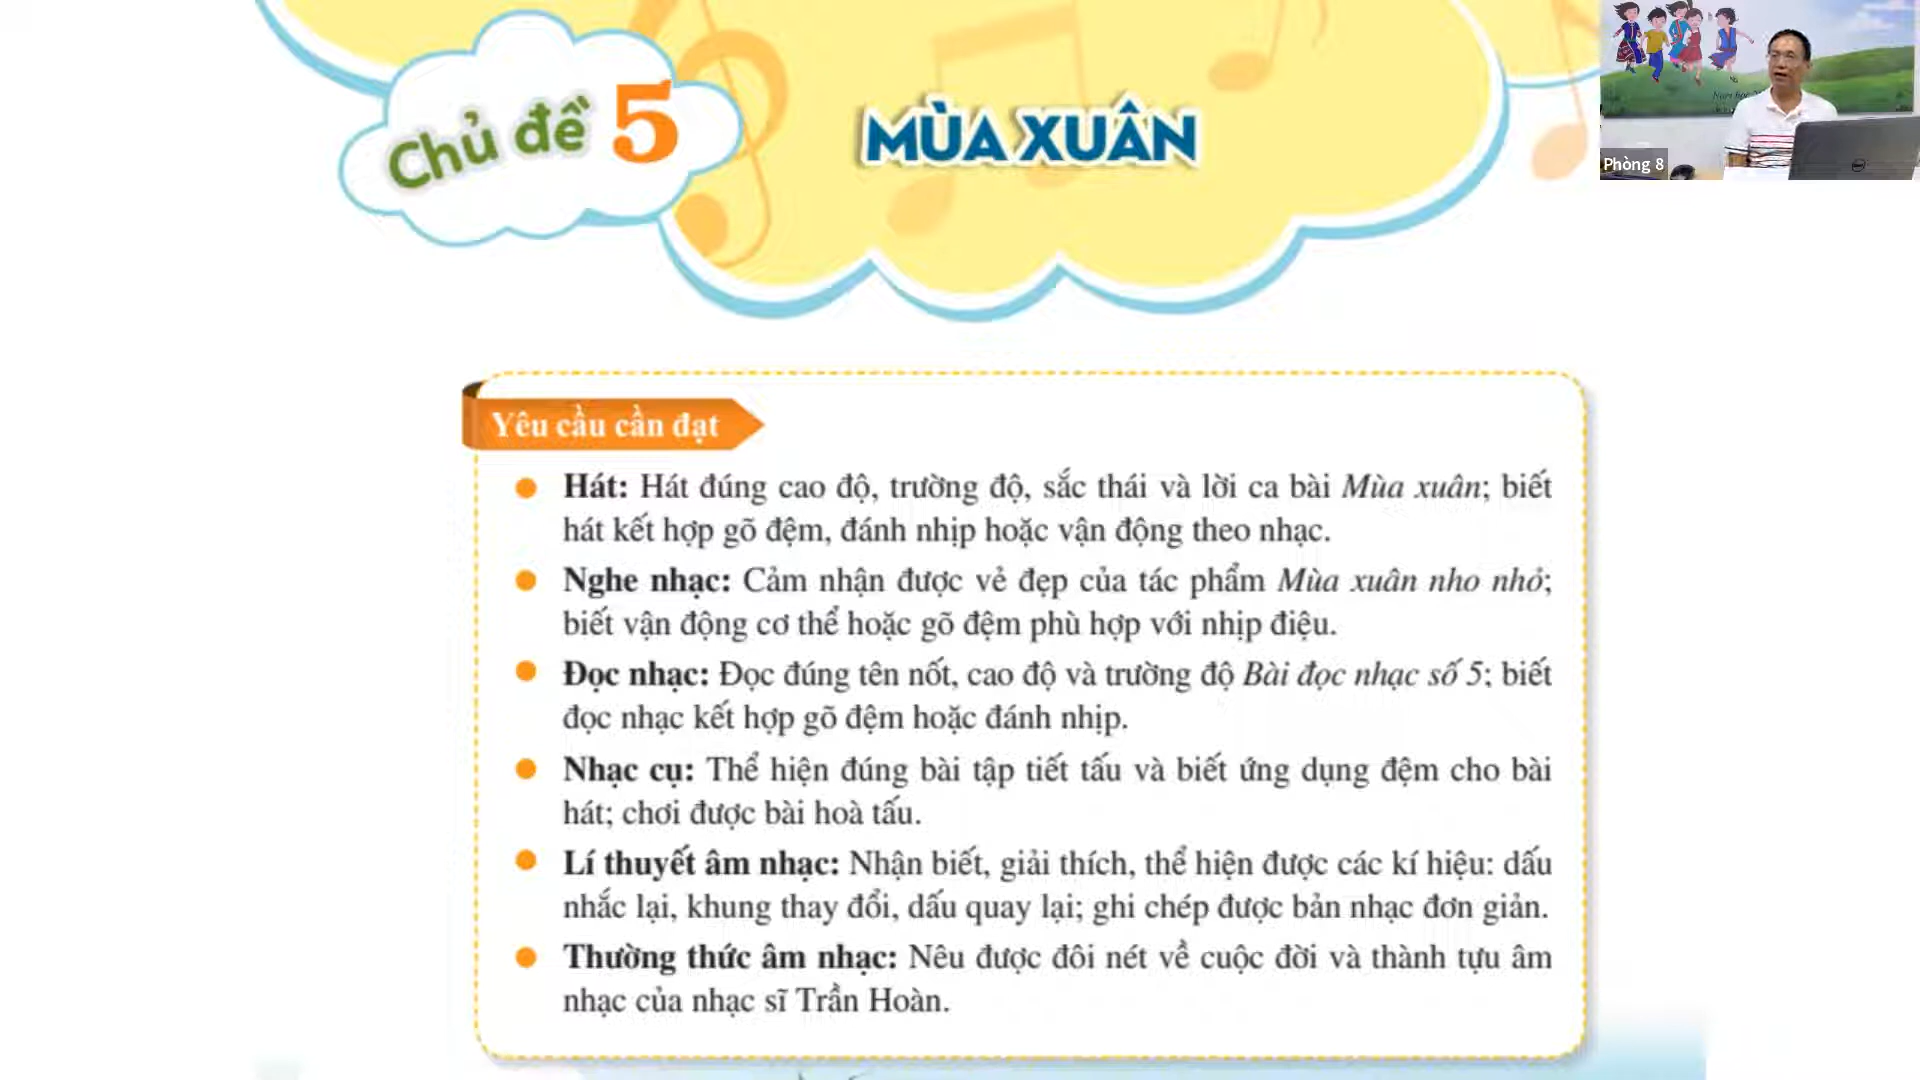 Chủ đề 5
MÙA XUÂN
Phòng 8
Yêu cầu cần đạt
Hát: Hát đúng cao độ, trường độ, sắc thái và lời ca bài Mùa xuân; biết
hát kết hợp gõ đệm, đánh nhịp hoặc vận động theo nhạc.
Nghe nhạc: Cảm nhận được vẻ đẹp của tác phẩm Mùa xuân nho nhỏ;
biết vận động cơ thể hoặc gõ đệm phù hợp với nhịp điệu.
Đọc nhạc: Đọc đúng tên nốt, cao độ và trường độ Bài đọc nhạc số 5; biết
đọc nhạc kết hợp gõ đệm hoặc đánh nhịp.
Nhạc cụ: Thể hiện đúng bài tập tiết tấu và biết ứng dụng đệm cho bài
hát; chơi được bài hoà tấu.
Lí thuyết âm nhạc: Nhận biết, giải thích, thể hiện được các kí hiệu: dấu
nhắc lại, khung thay đổi, dấu quay lại; ghi chép được bản nhạc đơn giản.
Thường thức âm nhạc: Nêu được đôi nét về cuộc đời và thành tựu âm
nhạc của nhạc sĩ Trần Hoàn.